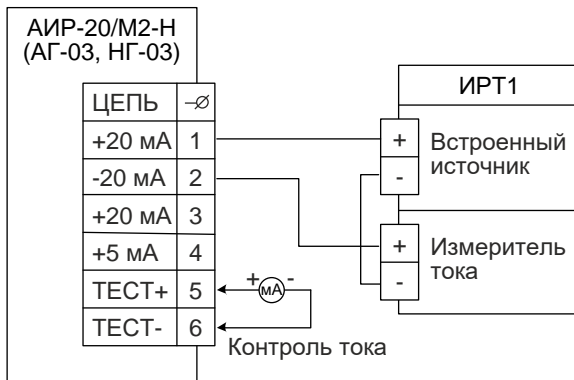 АИР-20/М2-Н
(АГ-03, НГ-03)
ЦЕПЬ
+20 мА 1
-20 мА 2
+20 мА 3
+5 мА 4
ТЕСТ+ 5
ТЕСТ- 6
+ мА -
Контроль тока
ИРТ1
+ Встроенный
- источник
+ Измеритель
- тока